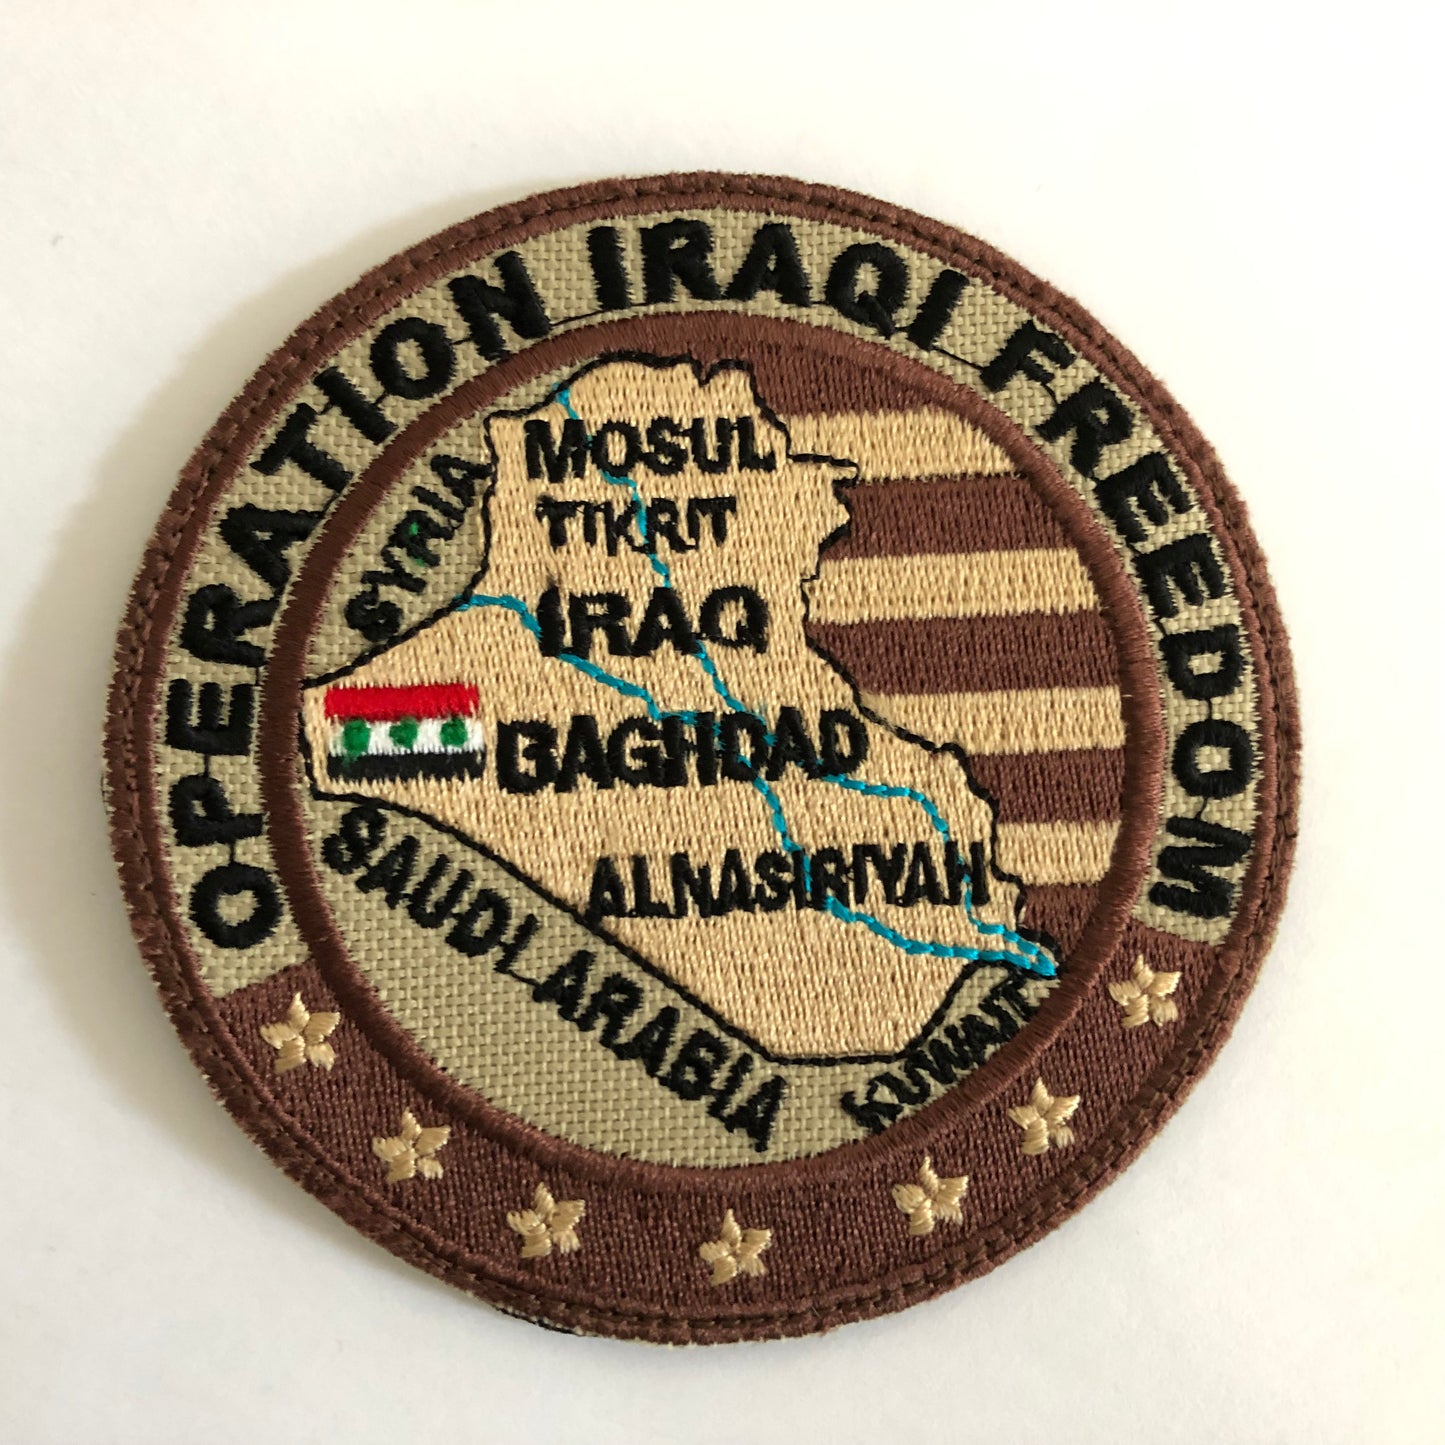 OPERATION IRAQI FREEDOM
MOSUL
TIKRIT
SYRIA
IRAQ
BAGHDAD
ALNASIRIYAH
SAUDI ARABIA
KUWAIT